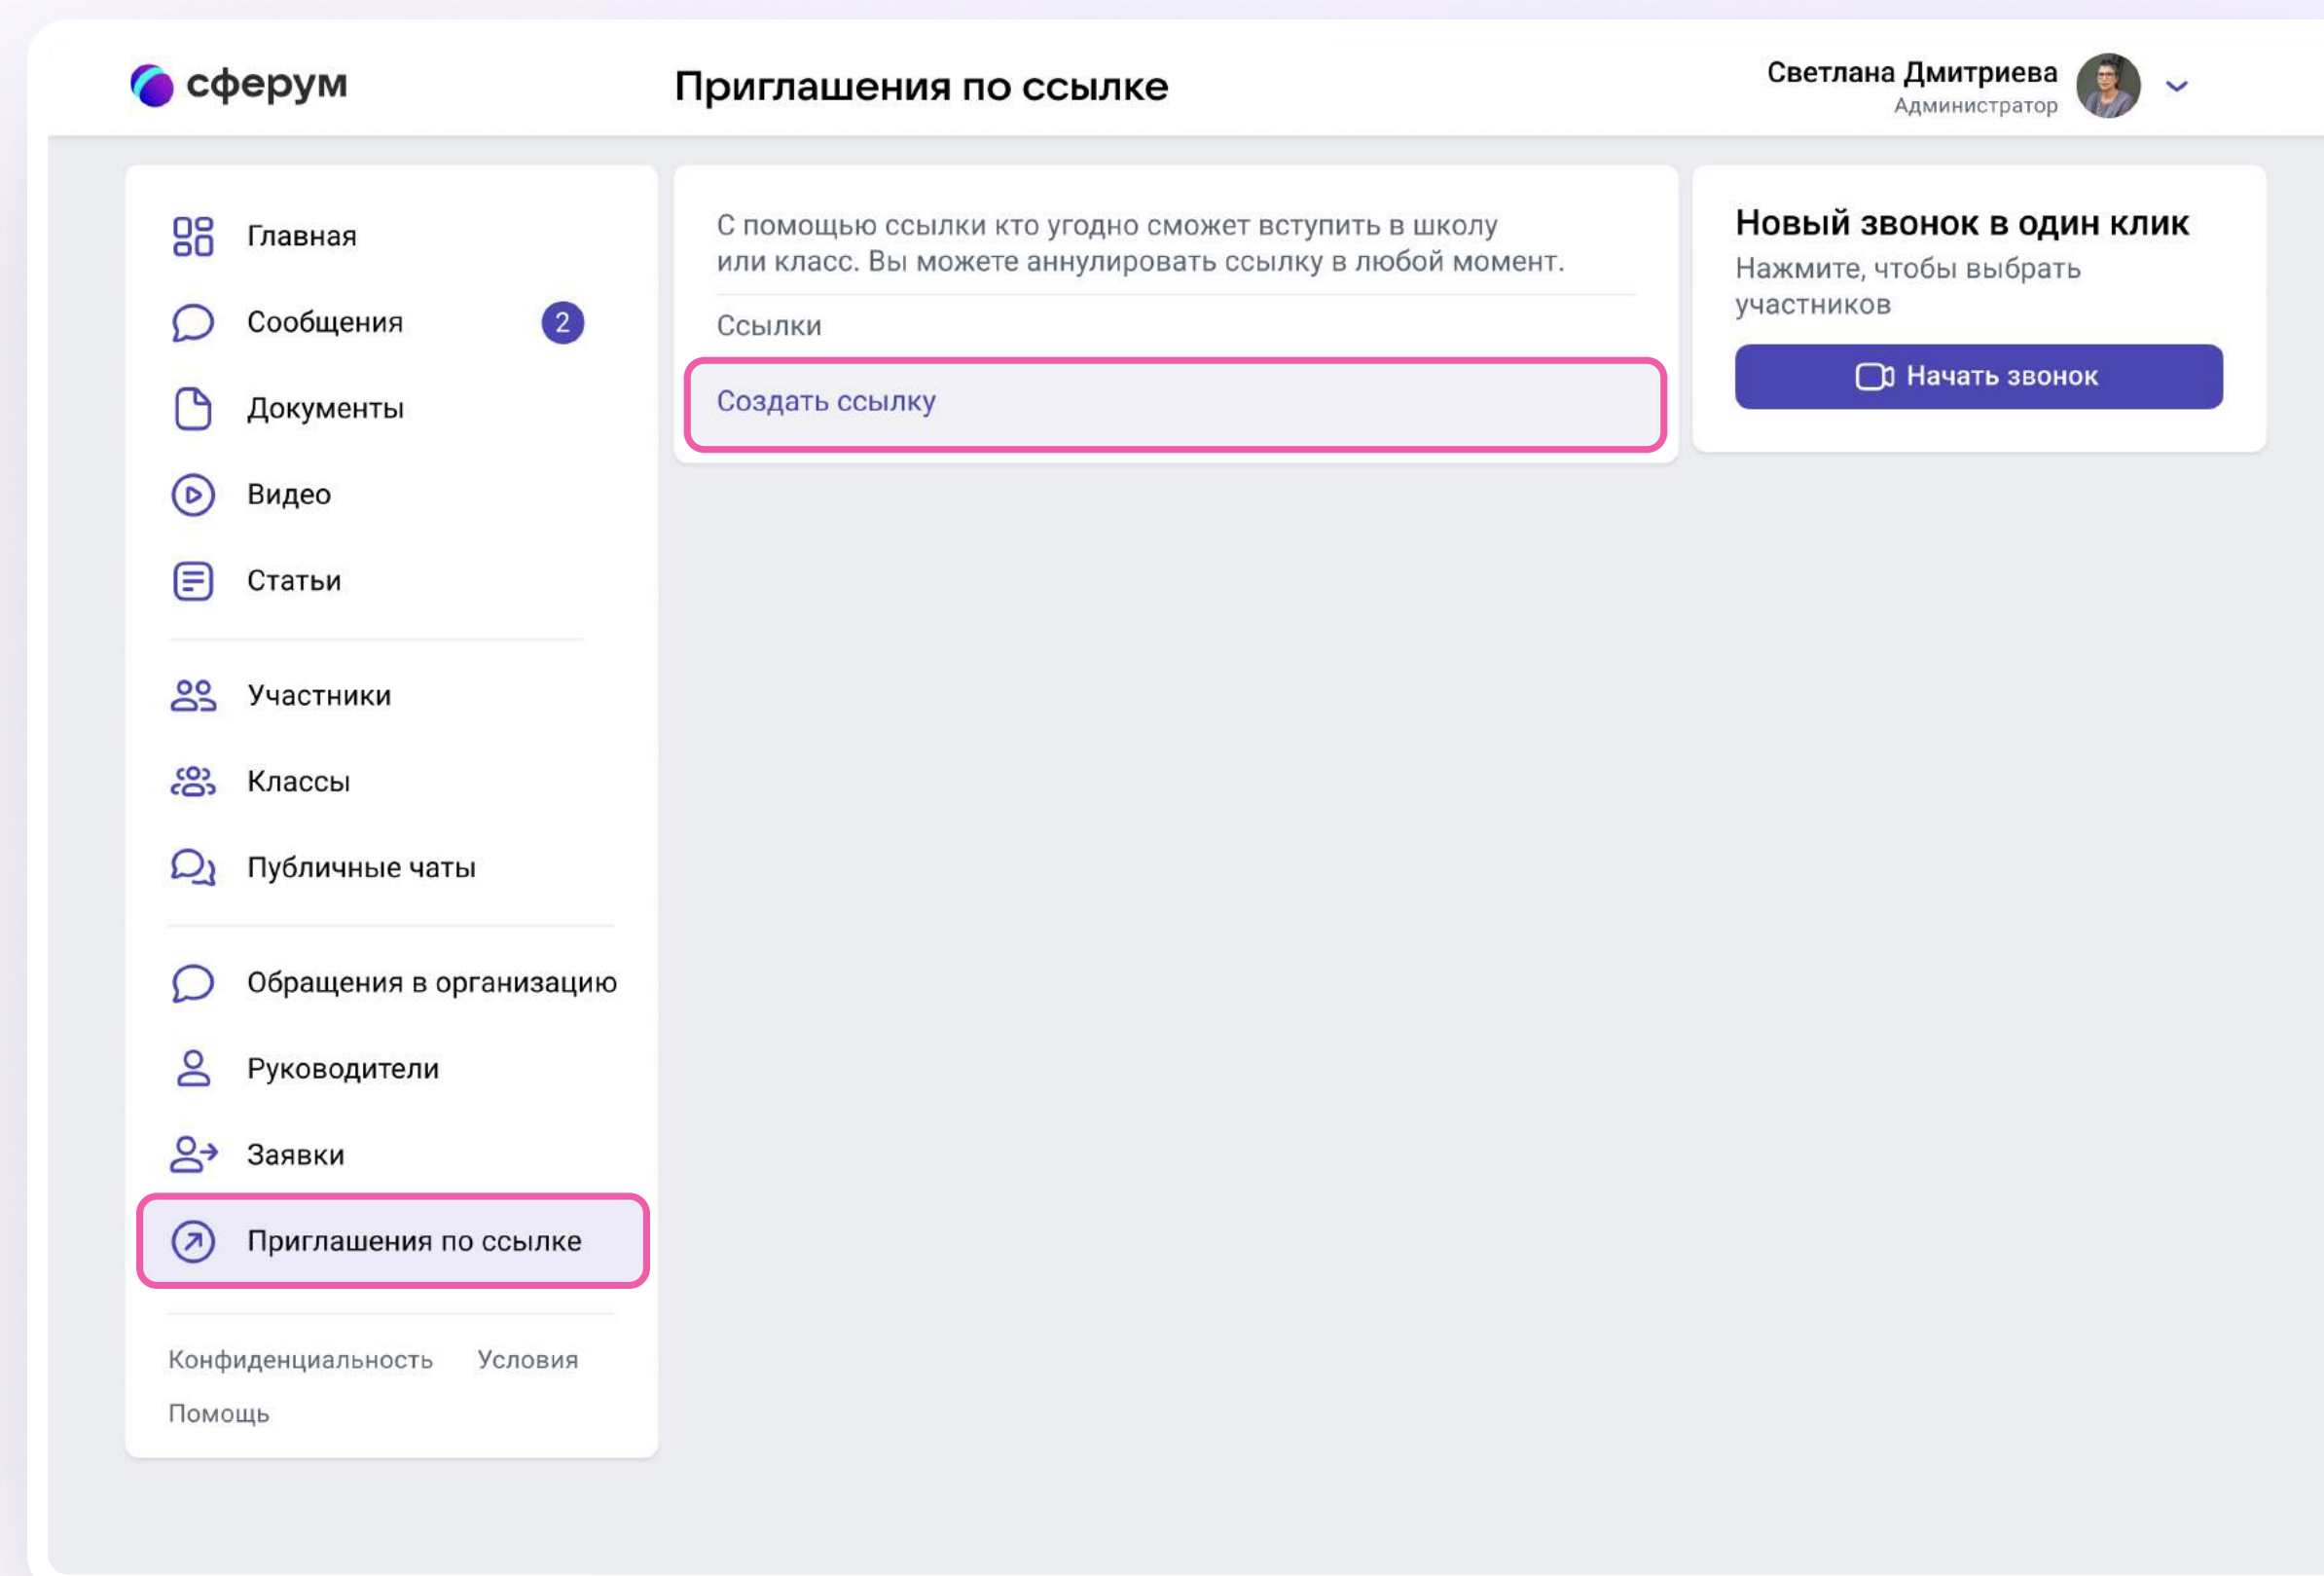 сферум
Приглашения по ссылке
Светлана Дмитриева
Администратор
Главная
Сообщения
2
Документы
Видео
Статьи
Участники
Классы
Публичные чаты
Обращения в организацию
Руководители
Заявки
Приглашения по ссылке
Конфиденциальность
Условия
Помощь
С помощью ссылки кто угодно сможет вступить в школу
или класс. Вы можете аннулировать ссылку в любой момент.
Ссылки
Создать ссылку
Новый звонок в один клик
Нажмите, чтобы выбрать
участников
Начать звонок